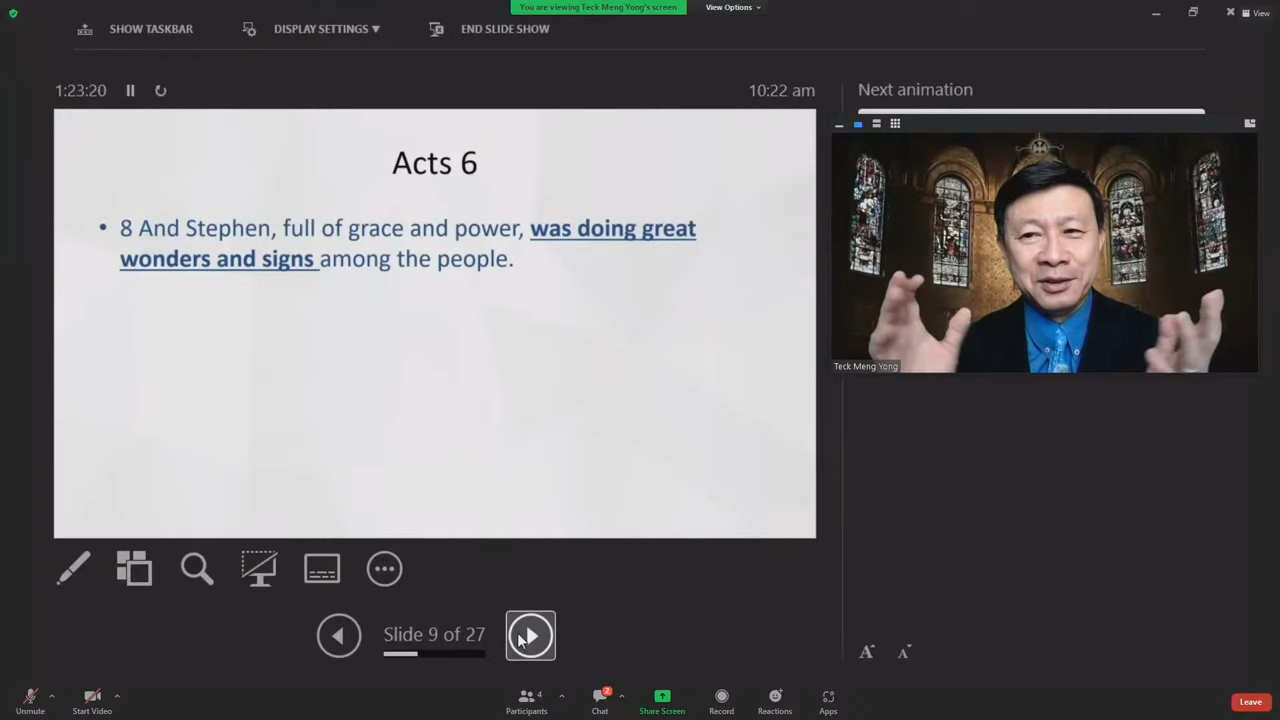 You are viewing Teck Meng Yong's screen
View Options
View
SHOW TASKBAR
DISPLAY SETTINGS
END SLIDE SHOW
1:23:20
10:22 am
Next animation
Acts 6
• 8 And Stephen, full of grace and power, was doing great
wonders and signs among the people.
Teck Meng Yong
Slide 9 of 27
A
A
Unmute
Start Video
4
Participants
2
Chat
Share Screen
Record
Reactions
Apps
Leave